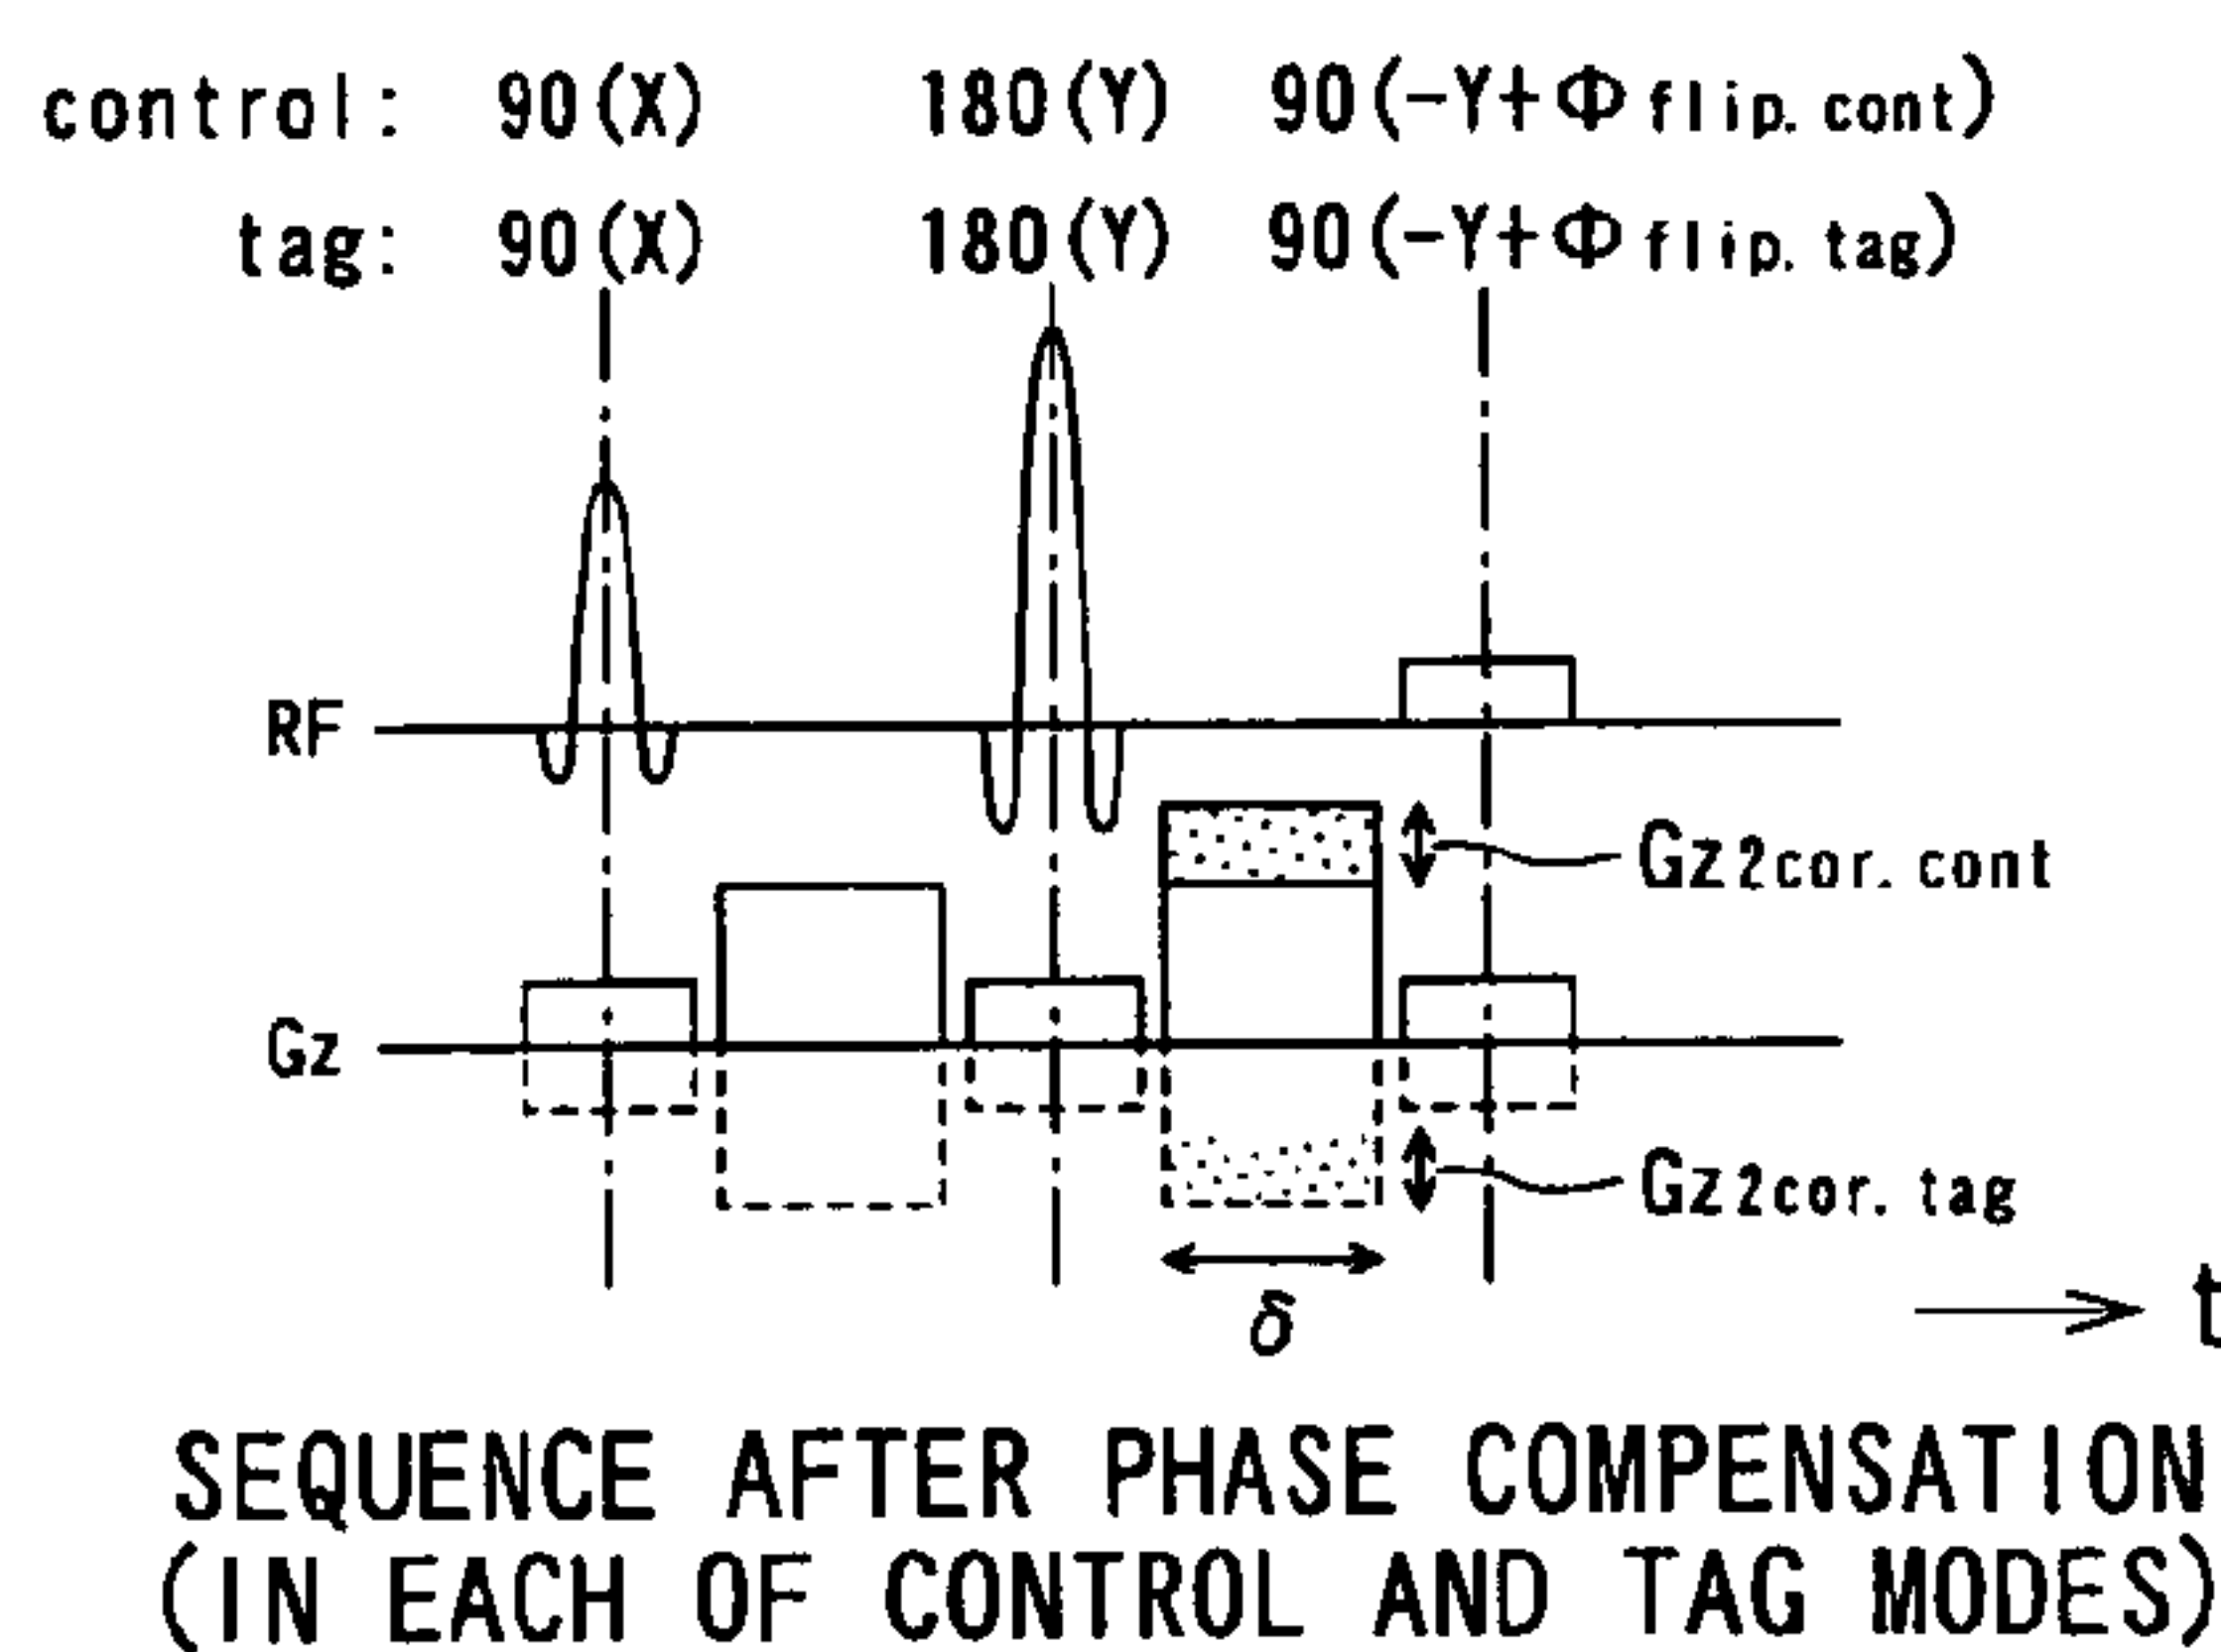 control: 90(X) 180(Y) 90(-Y+Φflip.cont)
tag: 90(X) 180(Y) 90(-Y+Φflip.tag)
RF
Gz2cor.cont
Gz
Gz2cor.tag
δ
t
SEQUENCE AFTER PHASE COMPENSATION
(IN EACH OF CONTROL AND TAG MODES)